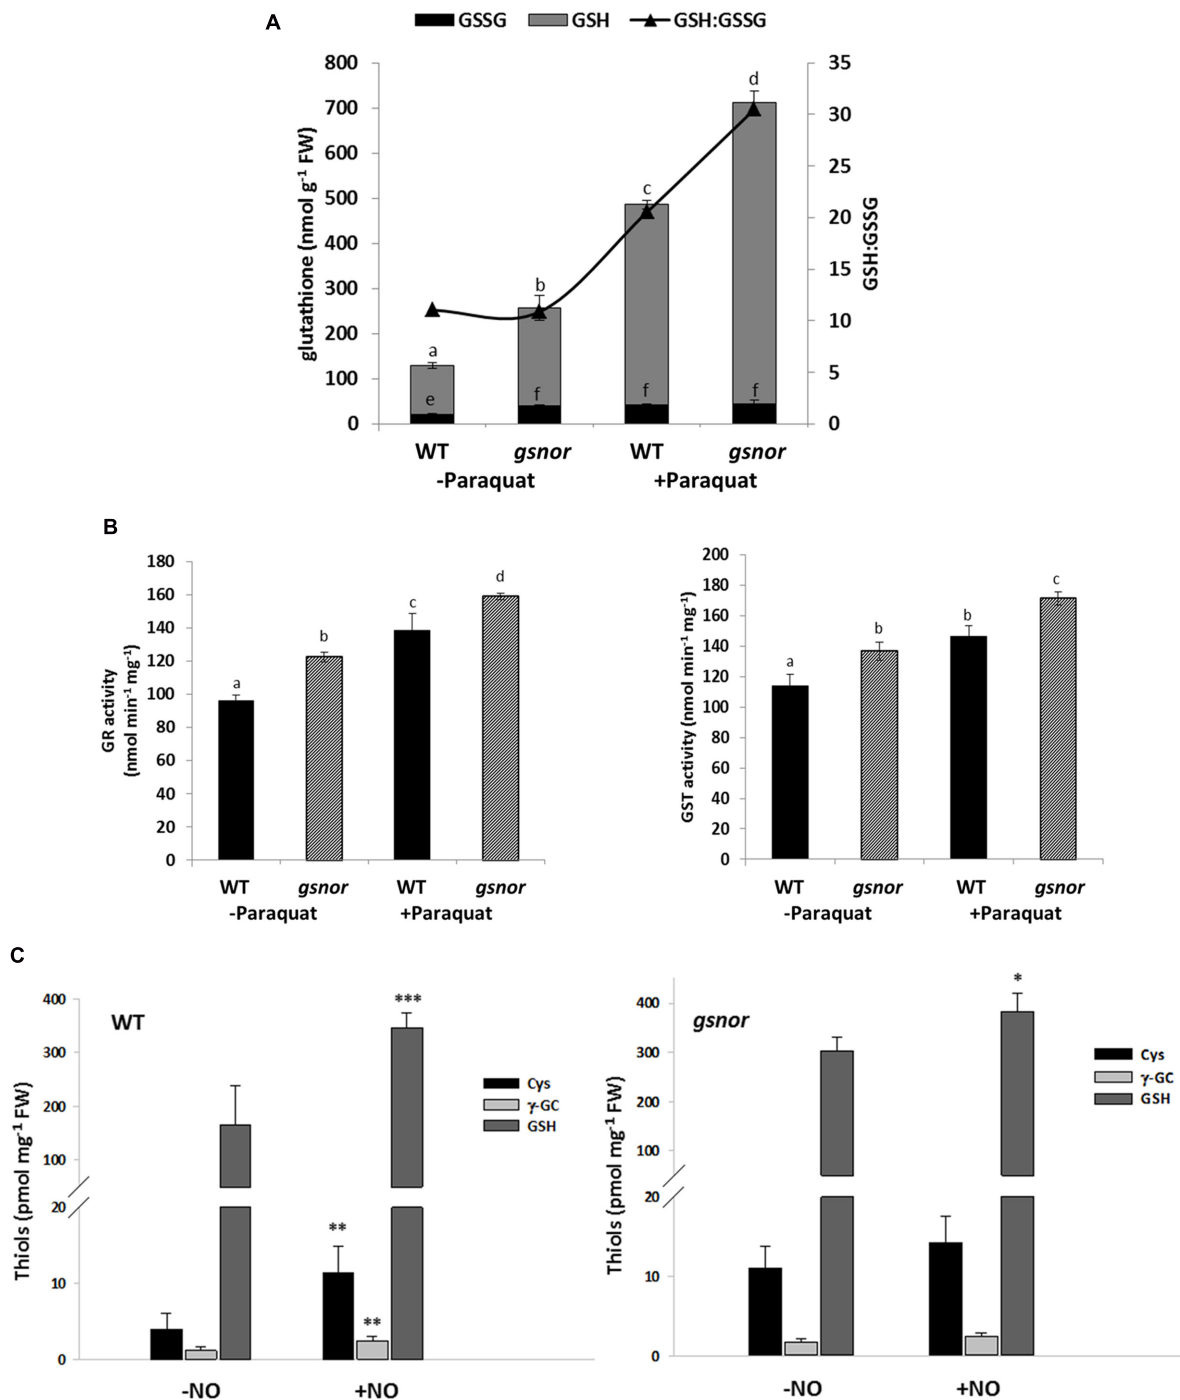 A
GSSG GSH GSH:GSSG
glutathione (nmol g⁻¹ FW)
800
700
600
500
400
300
200
100
0
35
30
25
20
15
10
5
0
GSH:GSSG
a
b
c
d
e
f
f
f
WT gsnor WT gsnor
-Paraquat +Paraquat
B
GR activity
(nmol min⁻¹ mg⁻¹)
180
160
140
120
100
80
60
40
20
0
a
b
c
d
WT gsnor WT gsnor
-Paraquat +Paraquat
GST activity (nmol min⁻¹ mg⁻¹)
200
180
160
140
120
100
80
60
40
20
0
a
b
b
c
WT gsnor WT gsnor
-Paraquat +Paraquat
C
Thiols (pmol mg⁻¹ FW)
400
300
200
100
20
10
0
WT
***
**
**
Cys
γ-GC
GSH
-NO +NO
Thiols (pmol mg⁻¹ FW)
400
300
200
100
20
10
0
gsnor
*
Cys
γ-GC
GSH
-NO +NO